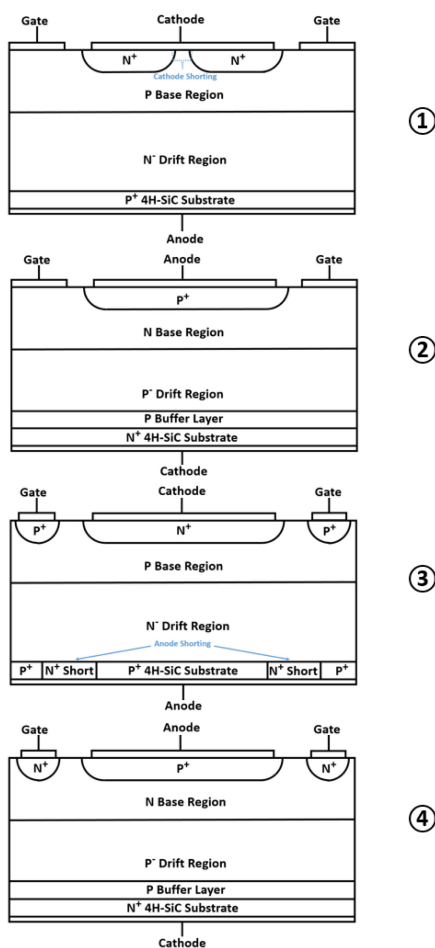 Cathode
Gate Gate
N+ N+
Cathode Shorting
P Base Region
N- Drift Region
P+ 4H-SiC Substrate
Anode
①
Anode
Gate Gate
P+
N Base Region
P- Drift Region
P Buffer Layer
N+ 4H-SiC Substrate
Cathode
②
Cathode
Gate Gate
P+ N+ P+
P Base Region
N- Drift Region
Anode Shorting
P+ N+ Short P+ 4H-SiC Substrate N+ Short P+
Anode
③
Anode
Gate Gate
N+ P+ N+
N Base Region
P- Drift Region
P Buffer Layer
N+ 4H-SiC Substrate
Cathode
④